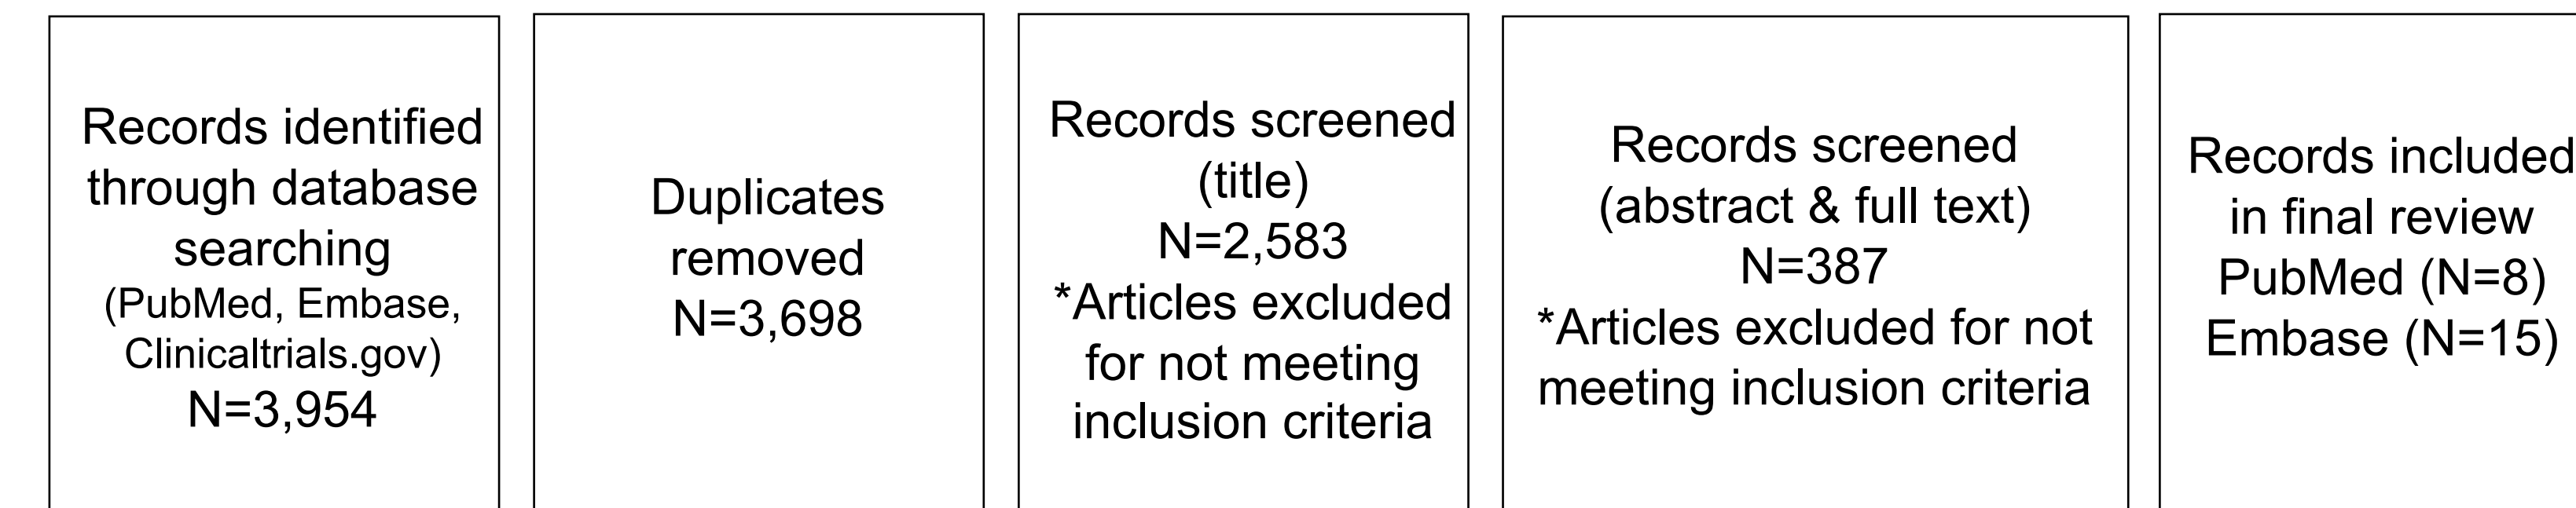 Records identified
through database
searching
(PubMed, Embase,
Clinicaltrials.gov)
N=3,954
Duplicates
removed
N=3,698
Records screened
(title)
N=2,583
*Articles excluded
for not meeting
inclusion criteria
Records screened
(abstract & full text)
N=387
*Articles excluded for not
meeting inclusion criteria
Records included
in final review
PubMed (N=8)
Embase (N=15)